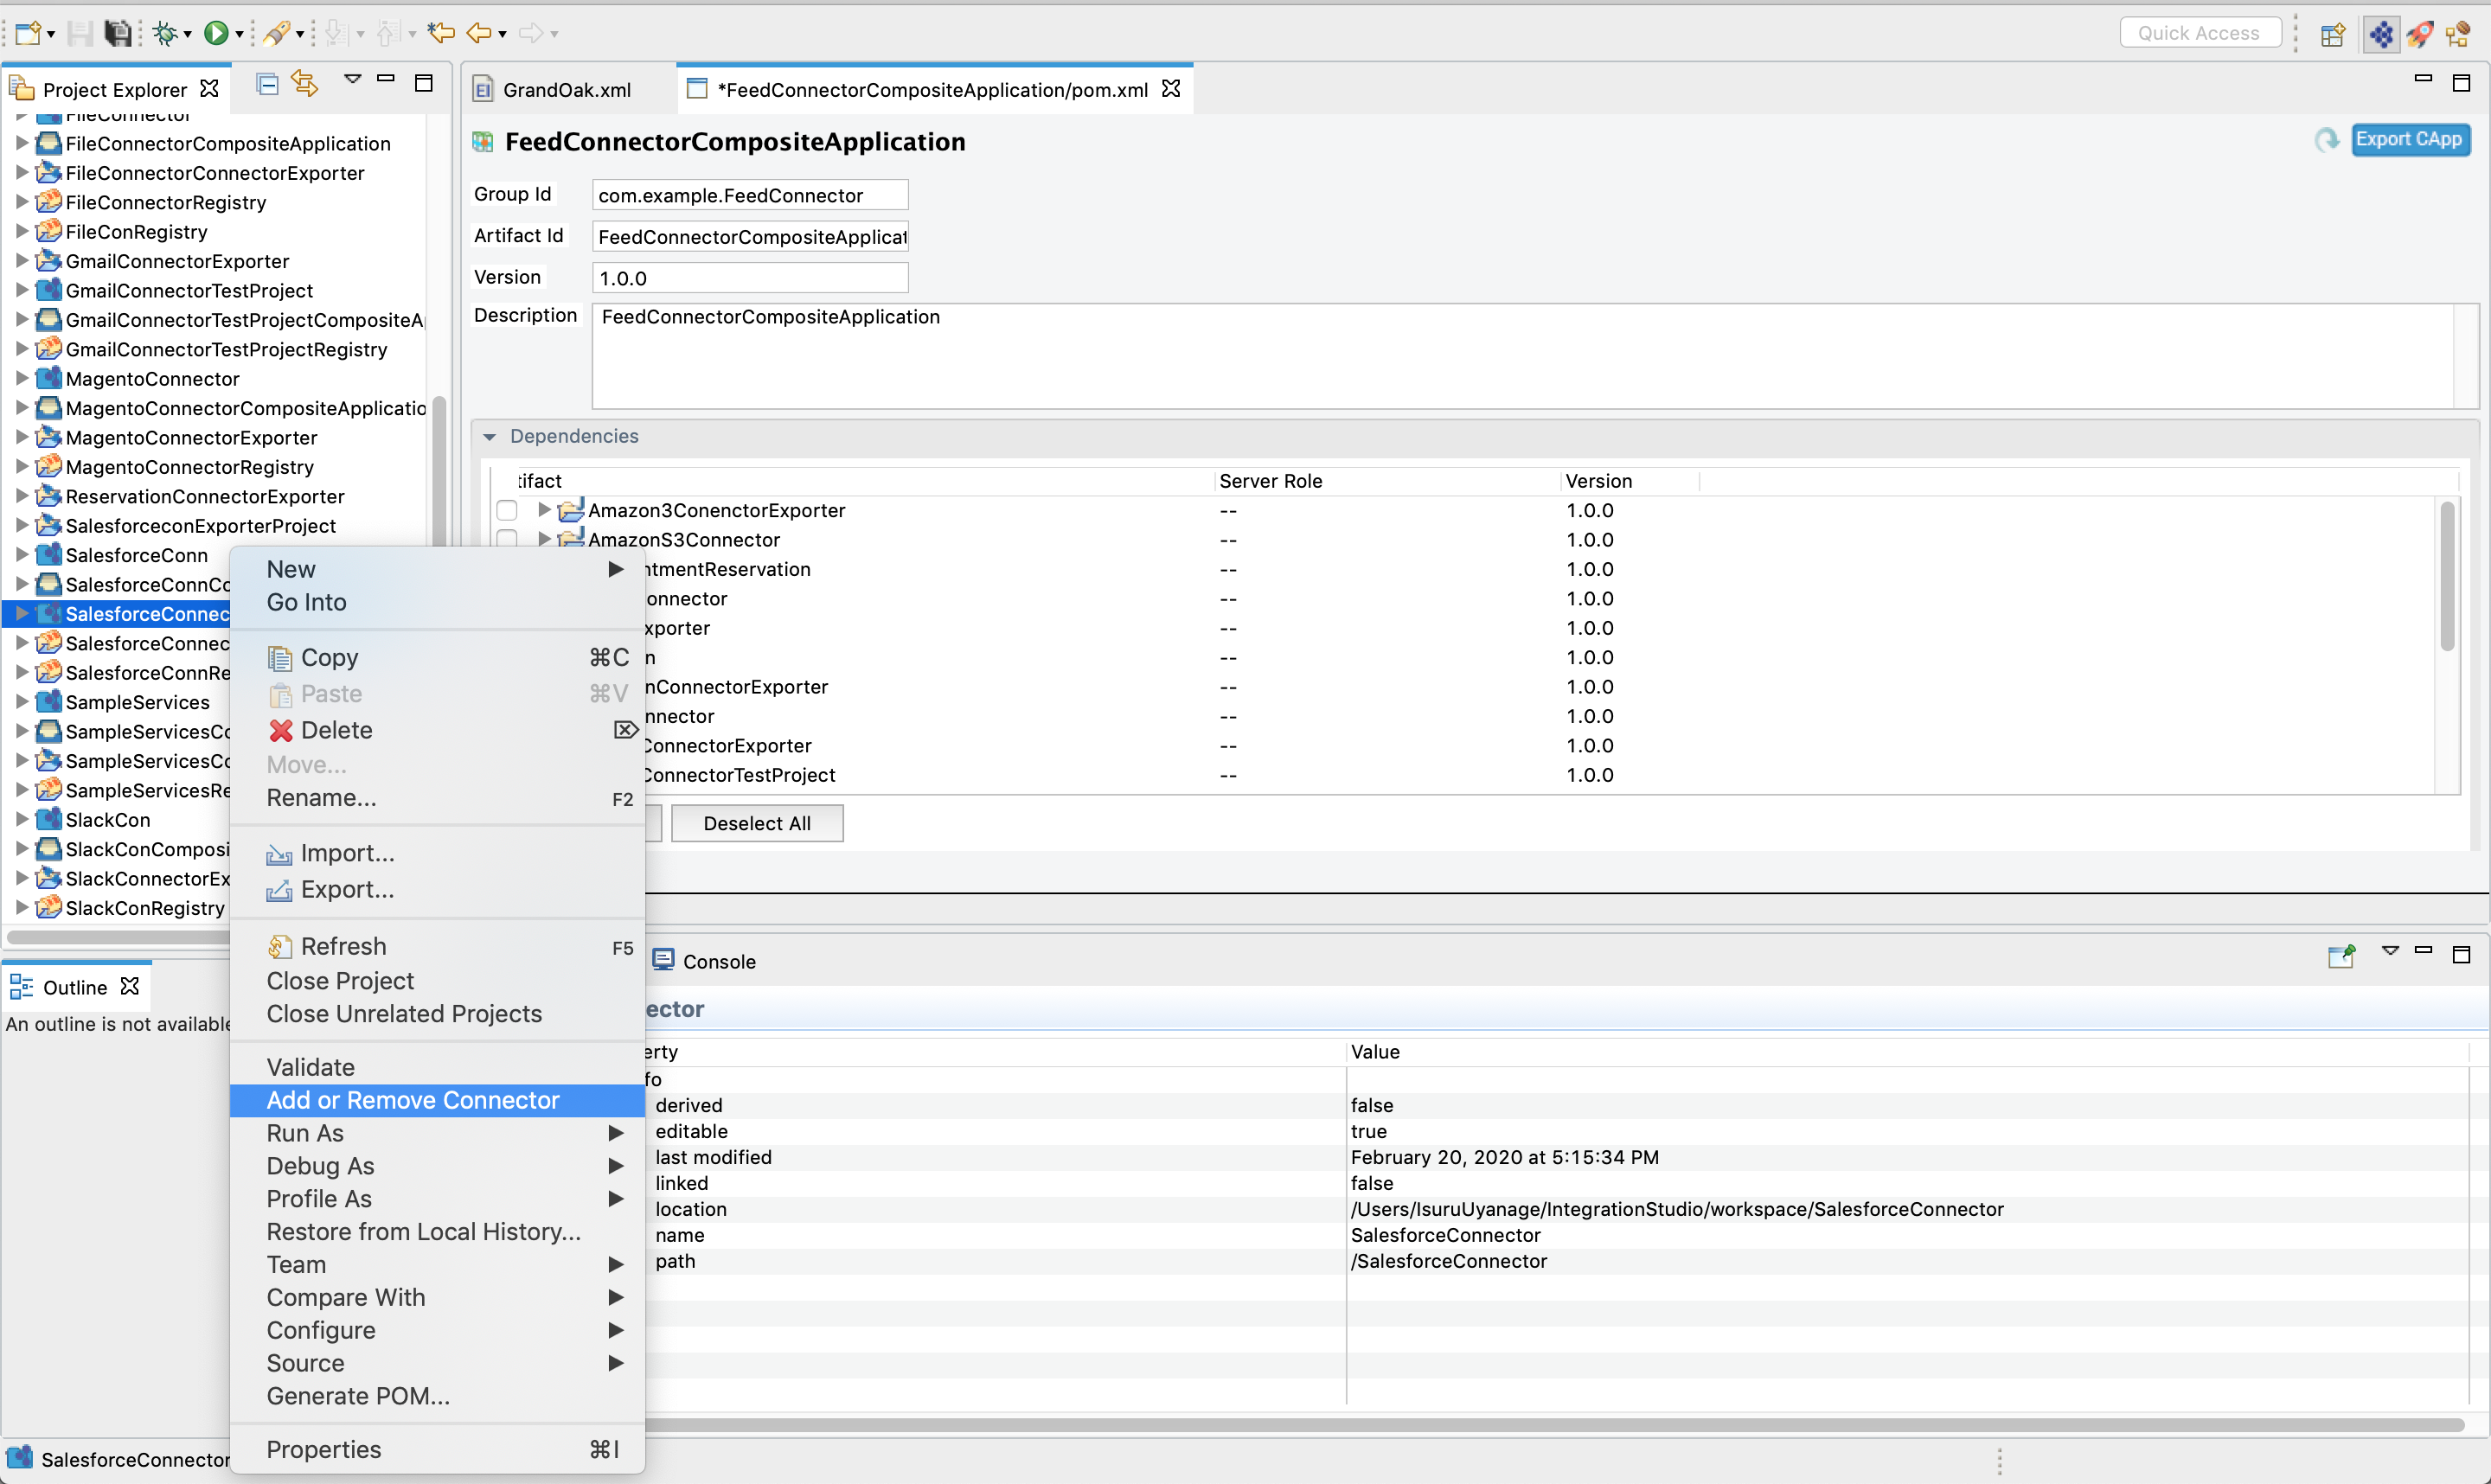 Quick Access
Project Explorer
FileConnector
FileConnectorCompositeApplication
FileConnectorConnectorExporter
FileConnectorRegistry
FileConRegistry
GmailConnectorExporter
GmailConnectorTestProject
GmailConnectorTestProjectCompositeA
GmailConnectorTestProjectRegistry
MagentoConnector
MagentoConnectorCompositeApplicatio
MagentoConnectorExporter
MagentoConnectorRegistry
ReservationConnectorExporter
SalesforceconExporterProject
SalesforceConn
SalesforceConnCo
SalesforceConnec
SalesforceConnec
SalesforceConnRe
SampleServices
SampleServicesCo
SampleServicesCo
SampleServicesRe
SlackCon
SlackConComposi
SlackConnectorEx
SlackConRegistry
Outline
An outline is not available
SalesforceConnector
New
Go Into
Copy ⌘C
Paste ⌘V
Delete ⌦
Move...
Rename... F2
Import...
Export...
Refresh F5
Close Project
Close Unrelated Projects
Validate
Add or Remove Connector
Run As
Debug As
Profile As
Restore from Local History...
Team
Compare With
Configure
Source
Generate POM...
Properties ⌘I
EI GrandOak.xml
*FeedConnectorCompositeApplication/pom.xml
FeedConnectorCompositeApplication
Export CApp
Group Id com.example.FeedConnector
Artifact Id FeedConnectorCompositeApplicat
Version 1.0.0
Description FeedConnectorCompositeApplication
Dependencies
tifact Server Role Version
Amazon3ConenctorExporter -- 1.0.0
AmazonS3Connector -- 1.0.0
ntmentReservation -- 1.0.0
onnector -- 1.0.0
xporter -- 1.0.0
n -- 1.0.0
nConnectorExporter -- 1.0.0
nnector -- 1.0.0
ConnectorExporter -- 1.0.0
ConnectorTestProject -- 1.0.0
Deselect All
Console
ector
erty Value
fo
derived false
editable true
last modified February 20, 2020 at 5:15:34 PM
linked false
location /Users/IsuruUyanage/IntegrationStudio/workspace/SalesforceConnector
name SalesforceConnector
path /SalesforceConnector